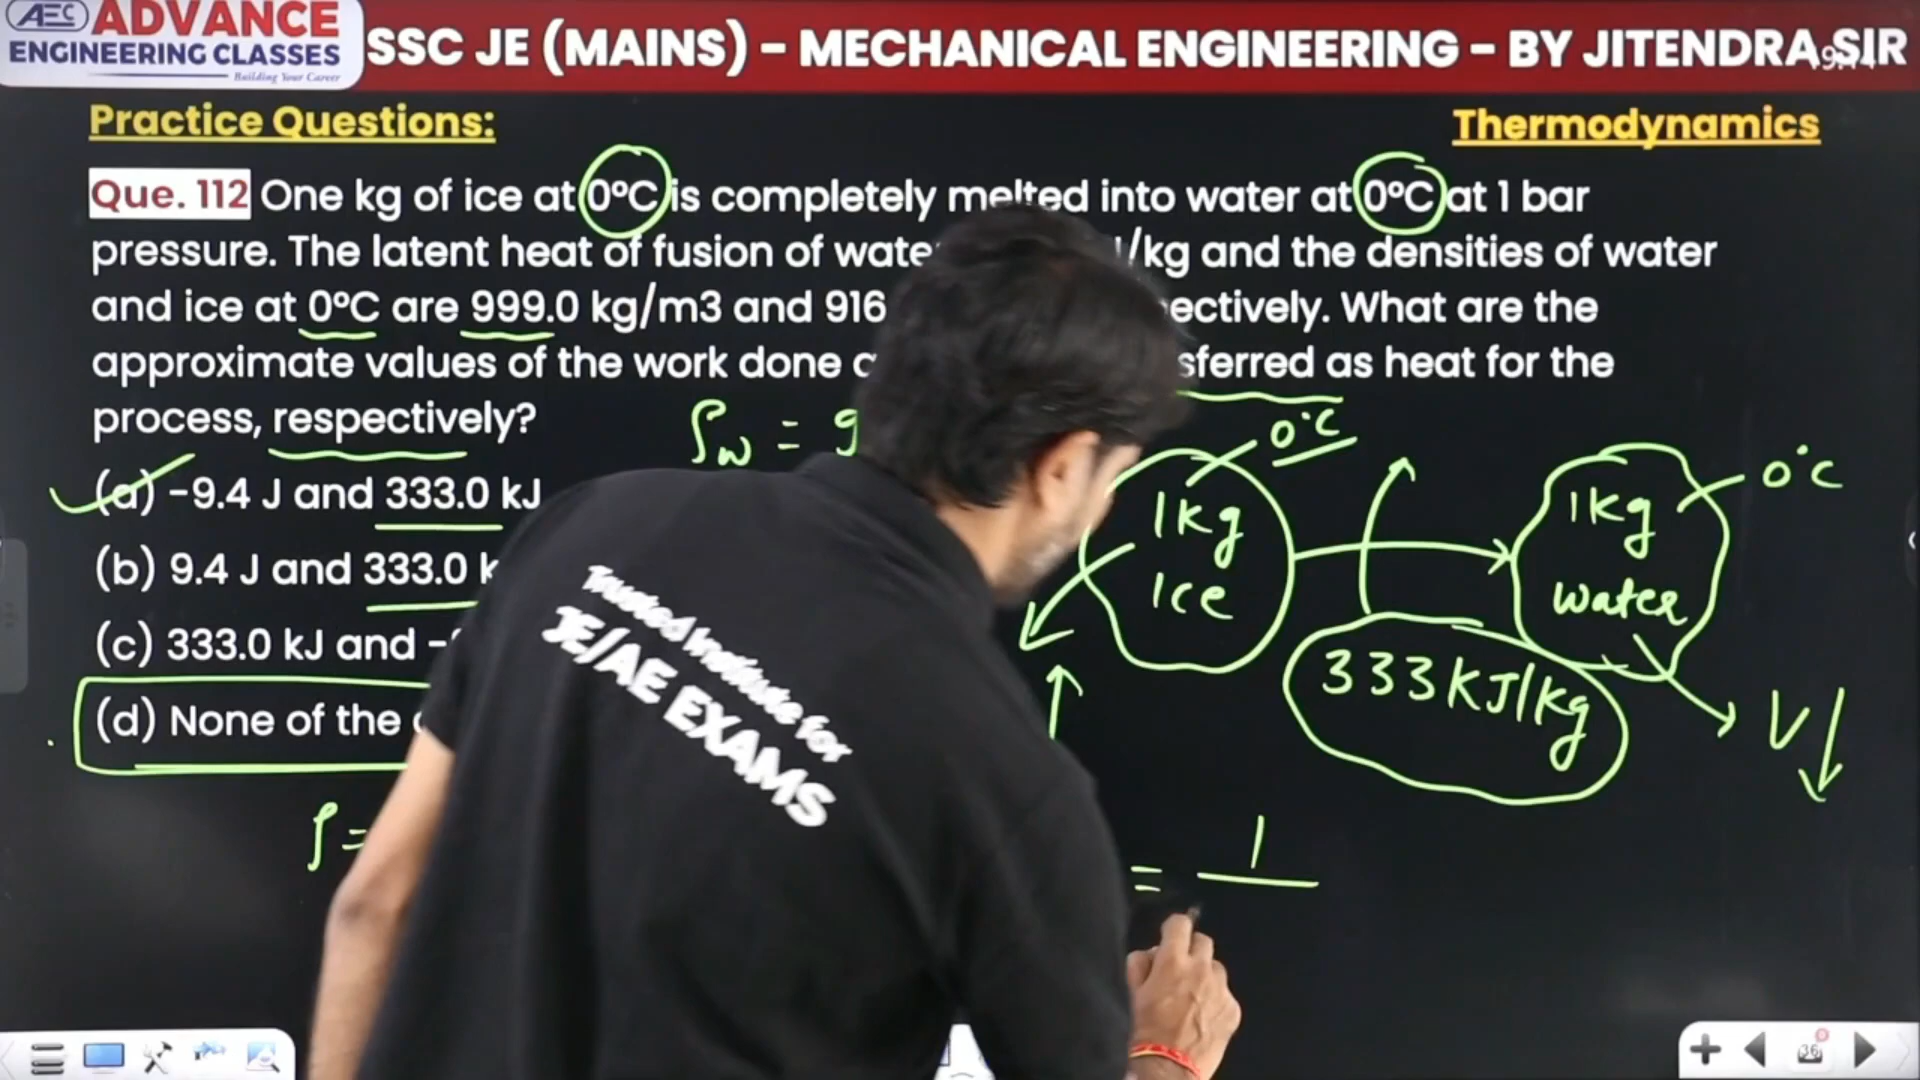 AEC ADVANCE
ENGINEERING CLASSES
Building Your Career
SSC JE (MAINS) - MECHANICAL ENGINEERING - BY JITENDRA SIR
Practice Questions:
Thermodynamics
Que. 112 One kg of ice at 0°C is completely melted into water at 0°C at 1 bar
pressure. The latent heat of fusion of /kg and the densities of water
and ice at 0°C are 999.0 kg/m3 and 916 What are the
approximate values of the work done as heat for the
process, respectively?
ρw = 9
0°C
(a) -9.4 J and 333.0 kJ
1kg
Ice
1kg
water
0°C
(b) 9.4 J and 333.0
(c) 333.0 kJ and -
333KJ/kg
V↓
(d) None of the
ρ =
= 1
Trusted Institute for
JE/AE EXAMS
36